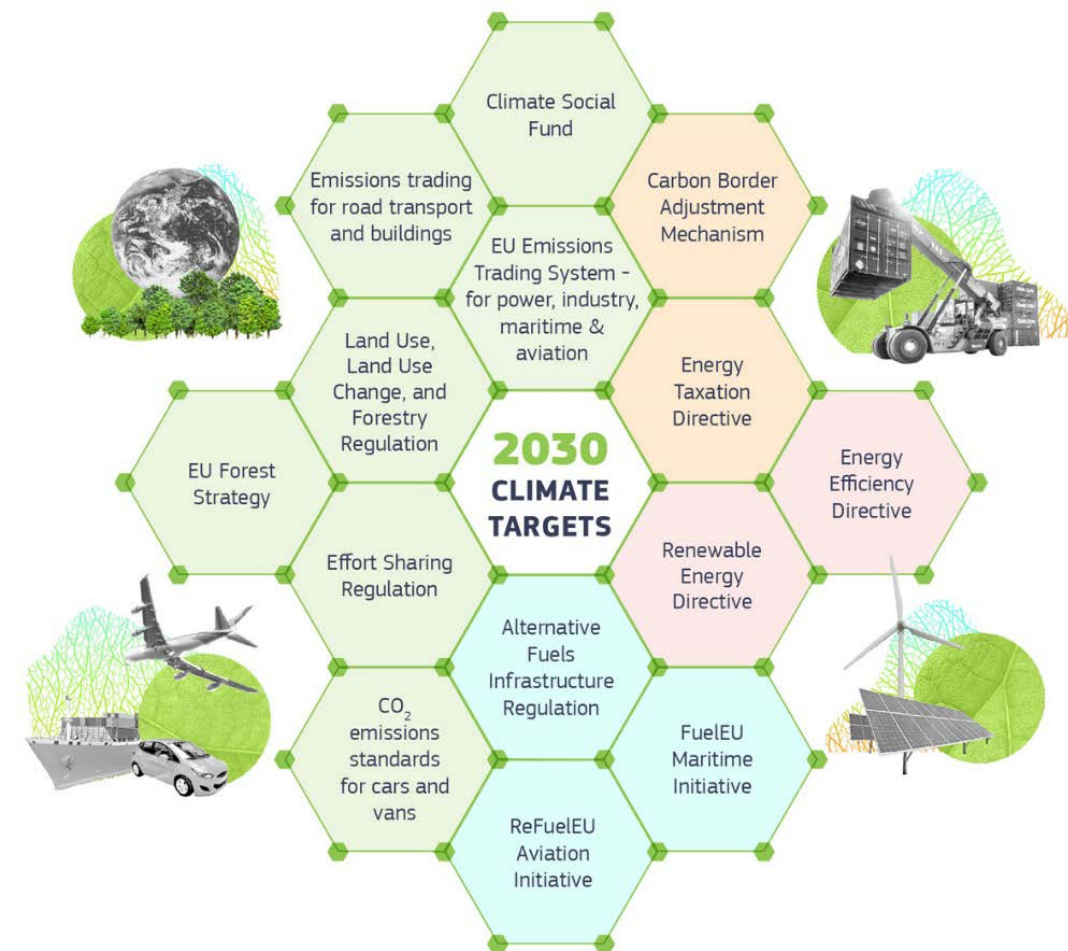 Climate Social
Fund
Emissions trading
for road transport
and buildings
Carbon Border
Adjustment
Mechanism
EU Emissions
Trading System -
for power, industry,
maritime &
aviation
Land Use,
Land Use
Change, and
Forestry
Regulation
Energy
Taxation
Directive
EU Forest
Strategy
2030
CLIMATE
TARGETS
Energy
Efficiency
Directive
Effort Sharing
Regulation
Renewable
Energy
Directive
Alternative
Fuels
Infrastructure
Regulation
CO₂
emissions
standards
for cars and
vans
FuelEU
Maritime
Initiative
ReFuelEU
Aviation
Initiative